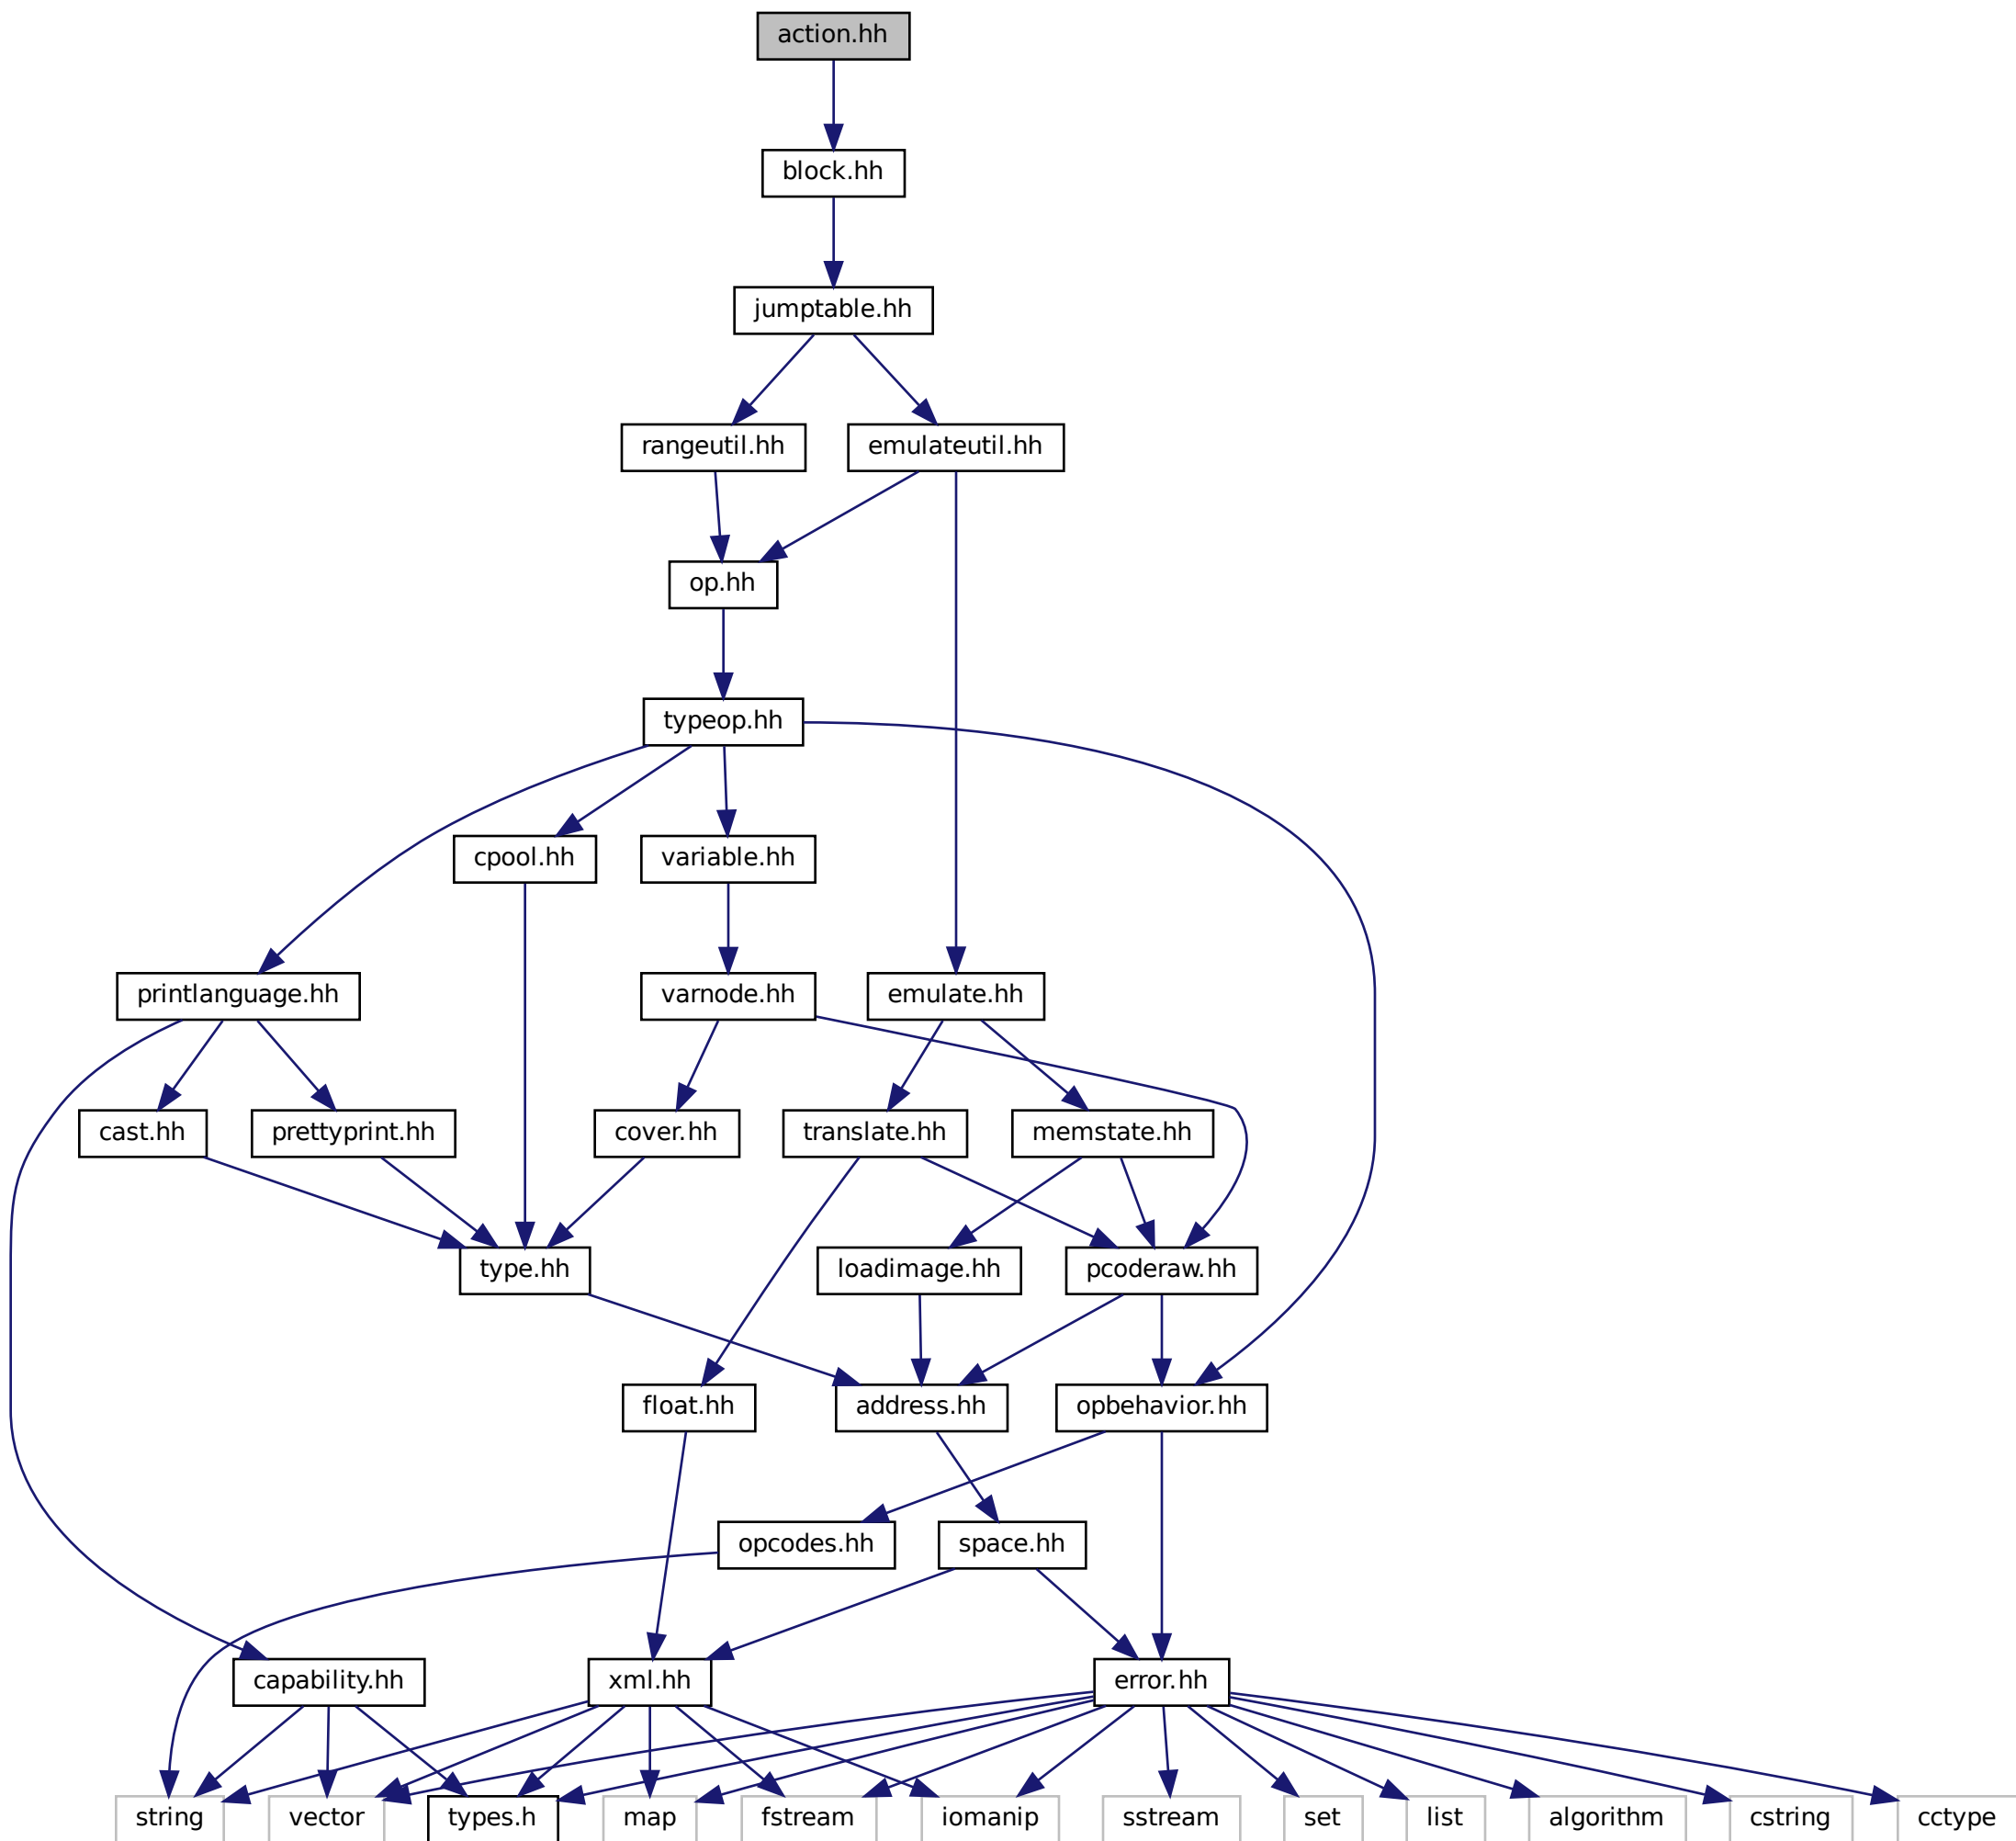 action.hh
block.hh
jumptable.hh
rangeutil.hh
emulateutil.hh
op.hh
typeop.hh
cpool.hh
variable.hh
printlanguage.hh
varnode.hh
emulate.hh
cast.hh
prettyprint.hh
cover.hh
translate.hh
memstate.hh
type.hh
loadimage.hh
pcoderaw.hh
float.hh
address.hh
opbehavior.hh
opcodes.hh
space.hh
capability.hh
xml.hh
error.hh
string
vector
types.h
map
fstream
iomanip
sstream
set
list
algorithm
cstring
cctype